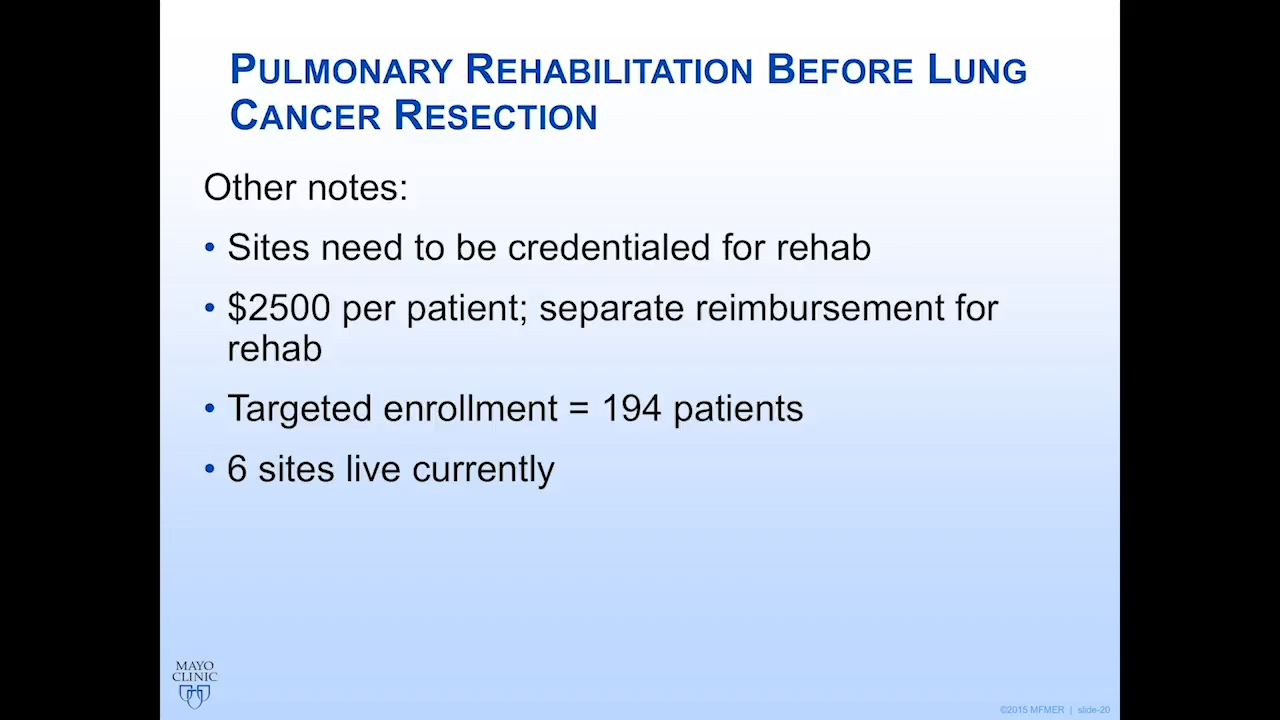 PULMONARY REHABILITATION BEFORE LUNG
CANCER RESECTION
Other notes:
• Sites need to be credentialed for rehab
• $2500 per patient; separate reimbursement for
rehab
• Targeted enrollment = 194 patients
• 6 sites live currently
MAYO
CLINIC
©2015 MFMER | slide-20